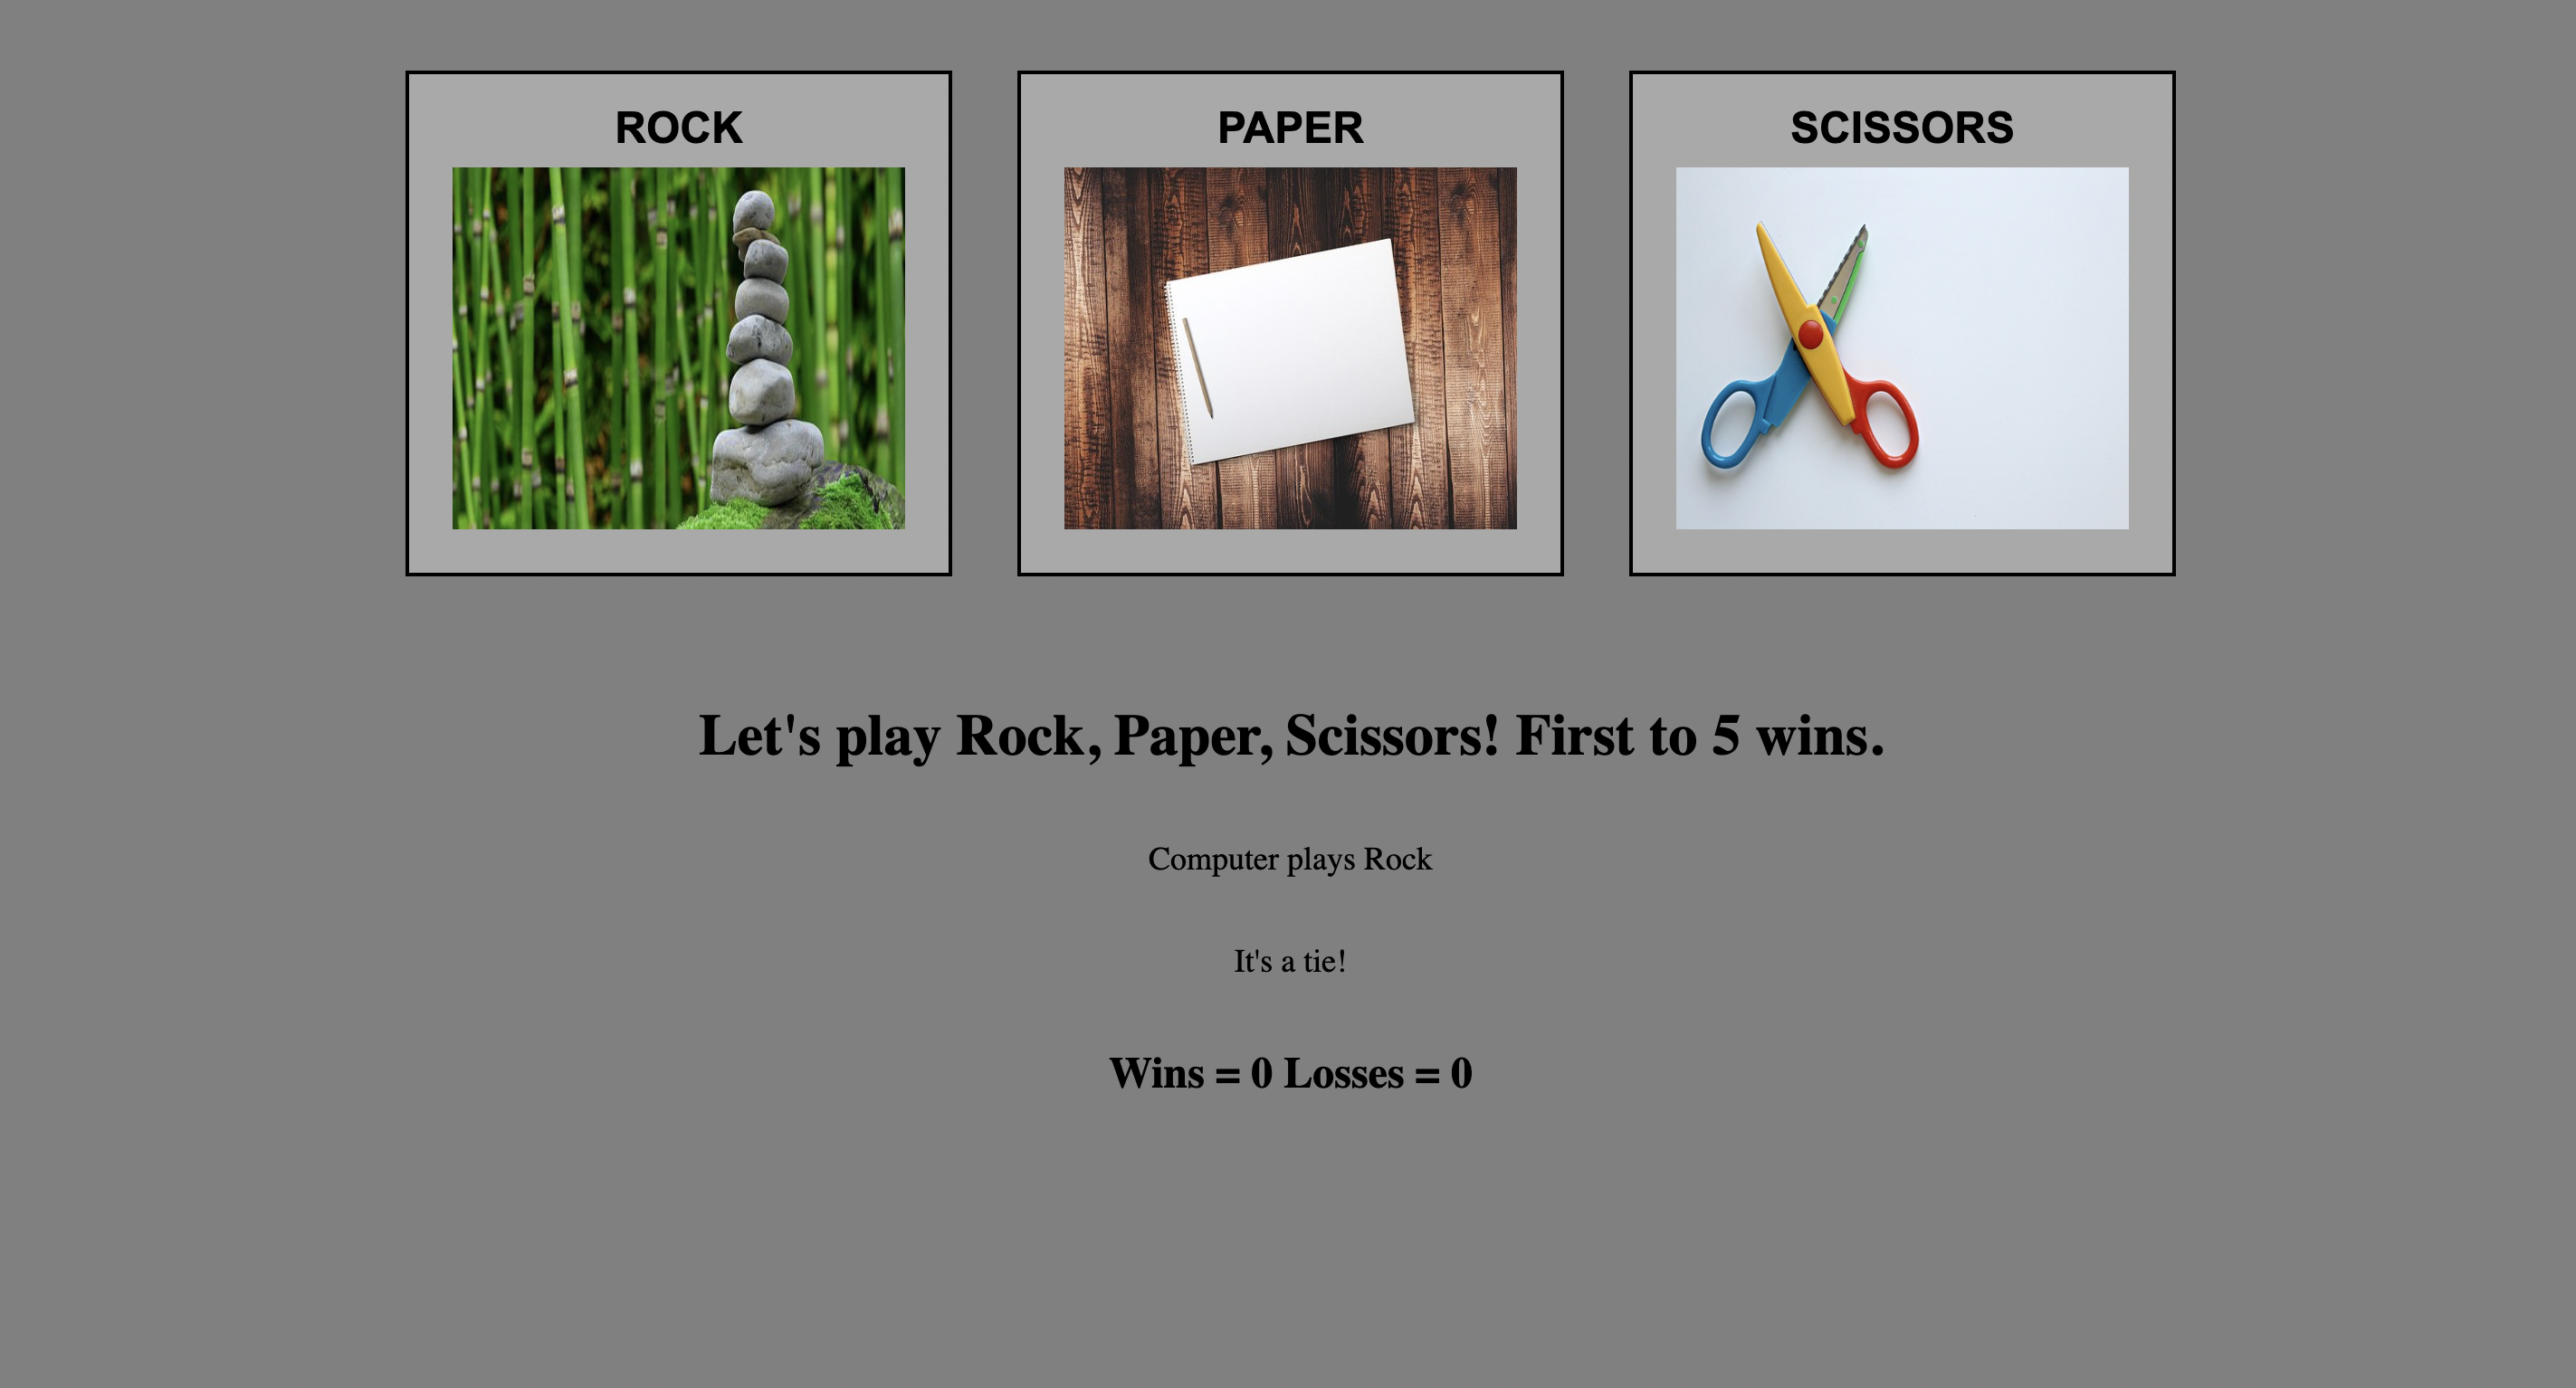 ROCK
PAPER
SCISSORS
Let's play Rock, Paper, Scissors! First to 5 wins.
Computer plays Rock
It's a tie!
Wins = 0 Losses = 0